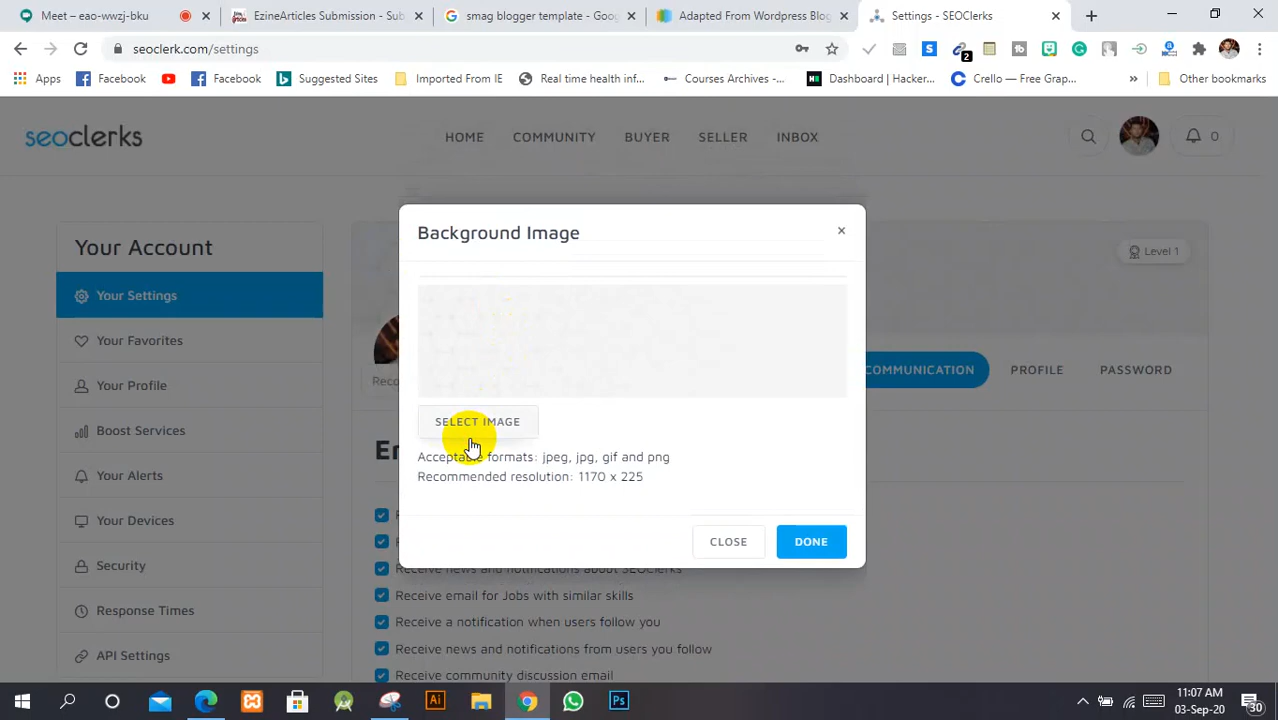 Meet – eao-wwzj-bku
EzineArticles Submission - Sub
smag blogger template - Goog
Adapted From Wordpress Blog
Settings - SEOClerks
seoclerk.com/settings
2
Apps
Facebook
Facebook
Suggested Sites
Imported From IE
Real time health inf...
Courses Archives -...
Dashboard | Hacker...
Crello — Free Grap...
Other bookmarks
seoclerks
HOME
COMMUNITY
BUYER
SELLER
INBOX
0
Your Account
Your Settings
Your Favorites
Your Profile
Boost Services
Your Alerts
Your Devices
Security
Response Times
API Settings
Level 1
Background Image
×
SELECT IMAGE
Acceptable formats: jpeg, jpg, gif and png
Recommended resolution: 1170 x 225
CLOSE
DONE
COMMUNICATION
PROFILE
PASSWORD
Receive news and notifications about SEOClerks
Receive email for Jobs with similar skills
Receive a notification when users follow you
Receive news and notifications from users you follow
Receive community discussion email
11:07 AM
03-Sep-20
30